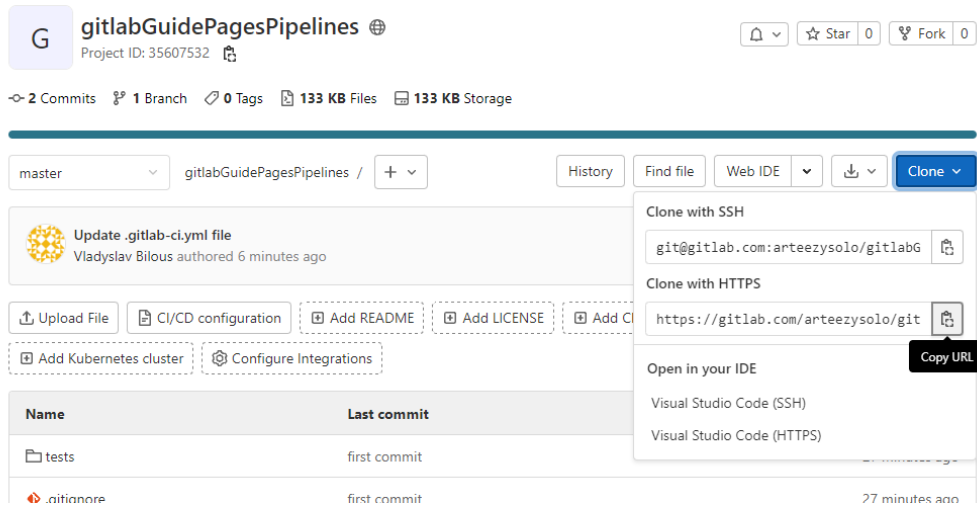 G
gitlabGuidePagesPipelines
Project ID: 35607532
Star 0 Fork 0
2 Commits 1 Branch 0 Tags 133 KB Files 133 KB Storage
master gitlabGuidePagesPipelines / + History Find file Web IDE Clone
Clone with SSH
git@gitlab.com:arteezysolo/gitlabG
Clone with HTTPS
https://gitlab.com/arteezysolo/git
Copy URL
Open in your IDE
Visual Studio Code (SSH)
Visual Studio Code (HTTPS)
Update .gitlab-ci.yml file
Vladyslav Bilous authored 6 minutes ago
Upload File CI/CD configuration Add README Add LICENSE Add
Add Kubernetes cluster Configure Integrations
Name Last commit
tests first commit
.gitignore first commit 27 minutes ago